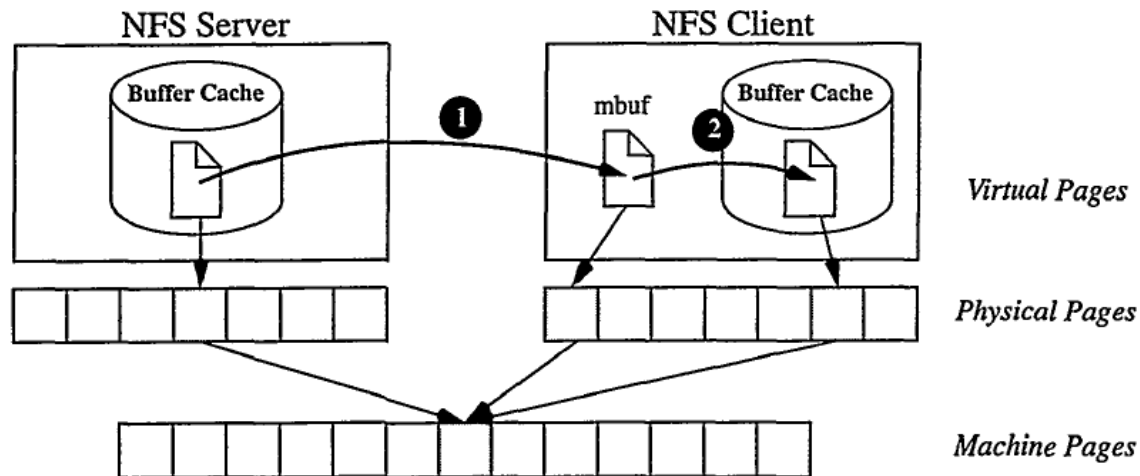 NFS Server
NFS Client
Buffer Cache
1
mbuf
2
Buffer Cache
Virtual Pages
Physical Pages
Machine Pages